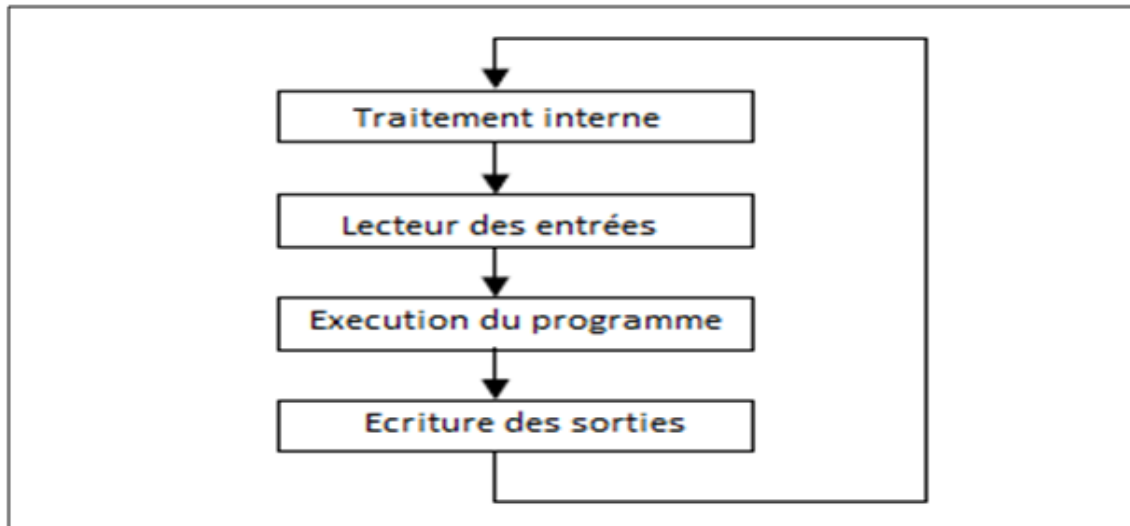 Traitement interne
Lecteur des entrées
Execution du programme
Ecriture des sorties